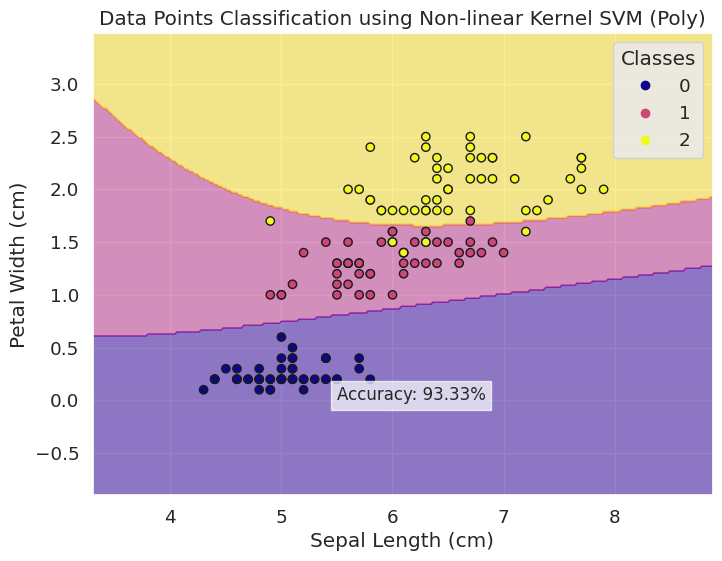 Data Points Classification using Non-linear Kernel SVM (Poly)
Classes
0
1
2
3.0
2.5
2.0
1.5
1.0
0.5
0.0
−0.5
Petal Width (cm)
Accuracy: 93.33%
4 5 6 7 8
Sepal Length (cm)